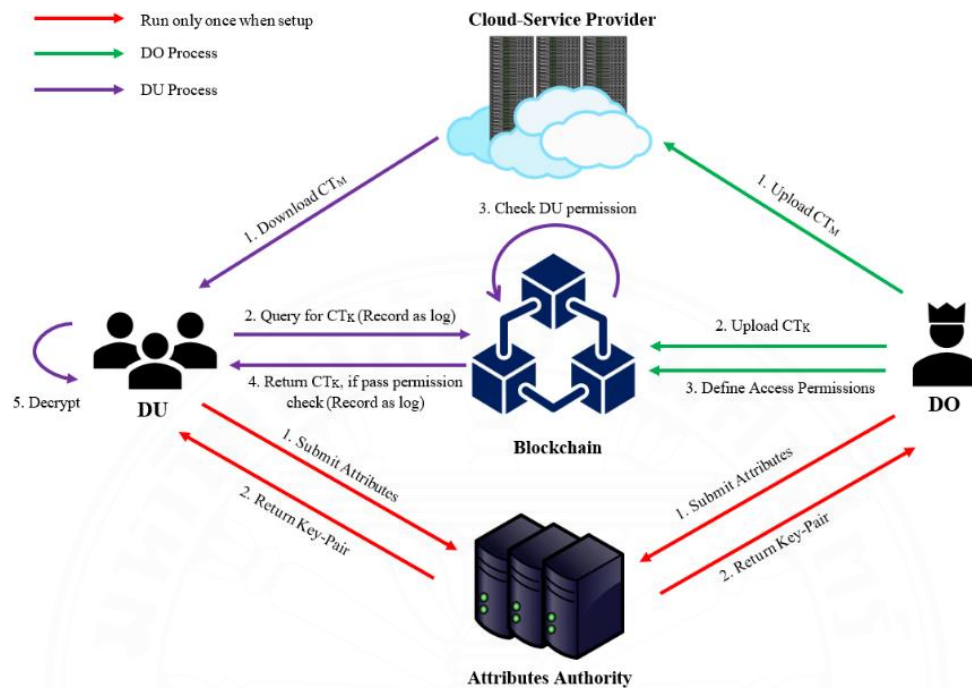 Cloud-Service Provider
Run only once when setup
DO Process
DU Process
1. Download CTM
1. Upload CTM
3. Check DU permission
2. Query for CTK (Record as log)
2. Upload CTK
4. Return CTK, if pass permission
check (Record as log)
3. Define Access Permissions
5. Decrypt
DU
DO
Blockchain
1. Submit Attributes
2. Return Key-Pair
1. Submit Attributes
2. Return Key-Pair
Attributes Authority